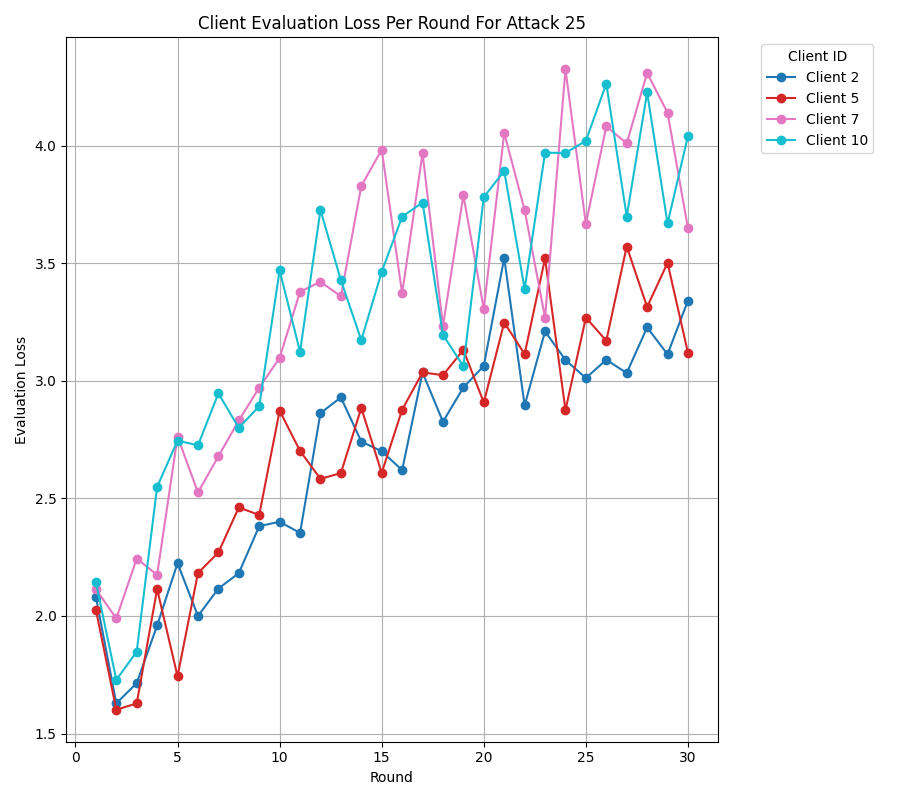 Client Evaluation Loss Per Round For Attack 25
Client ID
Client 2
Client 5
Client 7
Client 10
Evaluation Loss
4.0
3.5
3.0
2.5
2.0
1.5
0 5 10 15 20 25 30
Round